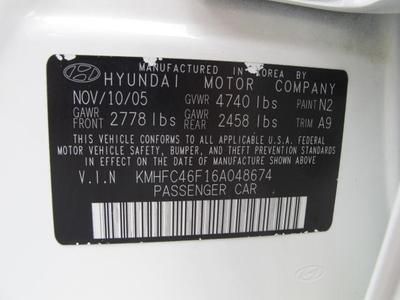 MANUFACTURED IN KOREA BY
HYUNDAI MOTOR COMPANY
NOV/10/05 GVWR 4740 lbs PAINT N2
GAWR FRONT 2778 lbs GAWR REAR 2458 lbs TRIM A9
THIS VEHICLE CONFORMS TO ALL APPLICABLE U.S.A. FEDERAL
MOTOR VEHICLE SAFETY, BUMPER, AND THEFT PREVENTION STANDARDS
IN EFFECT ON THE DATE OF MANUFACTURE SHOWN ABOVE.
V.I.N KMHFC46F16A048674
PASSENGER CAR
HYUNDAI